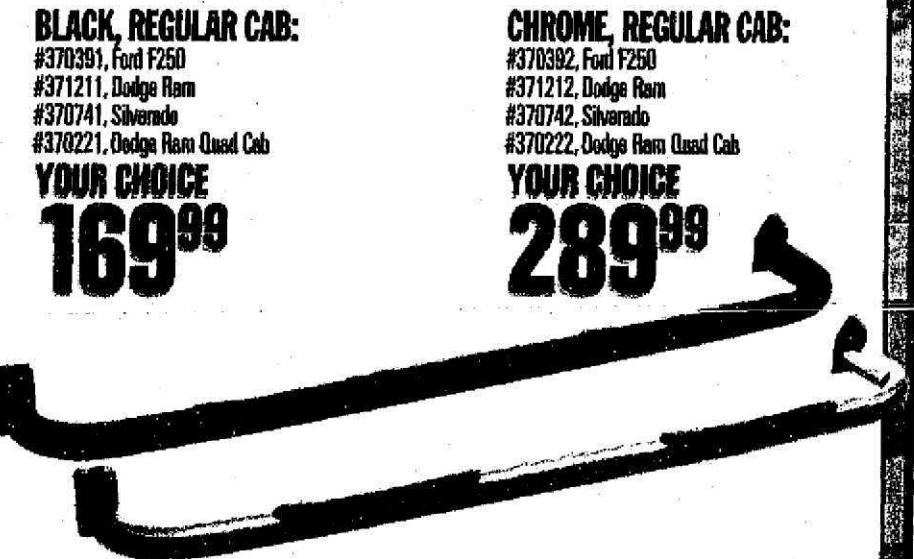 BLACK, REGULAR CAB:
#370391, Ford F250
#371211, Dodge Ram
#370741, Silverado
#370221, Dodge Ram Quad Cab
YOUR CHOICE
169⁹⁹
CHROME, REGULAR CAB:
#370392, Ford F250
#371212, Dodge Ram
#370742, Silverado
#370222, Dodge Ram Quad Cab
YOUR CHOICE
289⁹⁹